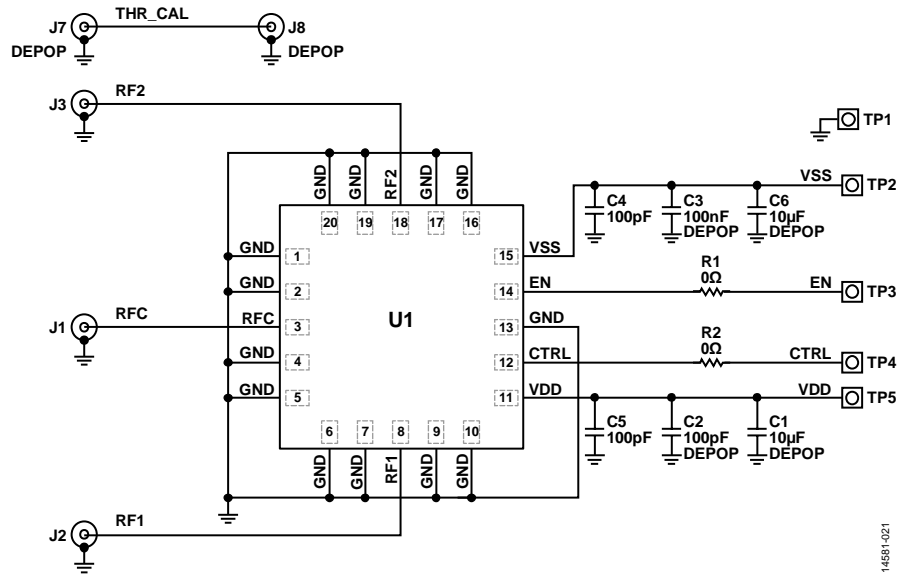 THR_CAL
J7
J8
DEPOP
DEPOP
RF2
J3
TP1
VSS
TP2
GND
GND
RF2
GND
GND
20
19
18
17
16
C4
100pF
C3
100nF
DEPOP
C6
10µF
DEPOP
GND
1
15
VSS
R1
0Ω
GND
2
14
EN
EN
TP3
J1
RFC
RFC
3
U1
13
GND
R2
0Ω
GND
4
12
CTRL
CTRL
TP4
GND
5
11
VDD
VDD
TP5
6
7
8
9
10
C5
100pF
C2
100pF
DEPOP
C1
10µF
DEPOP
GND
GND
RF1
GND
GND
J2
RF1
14581-021